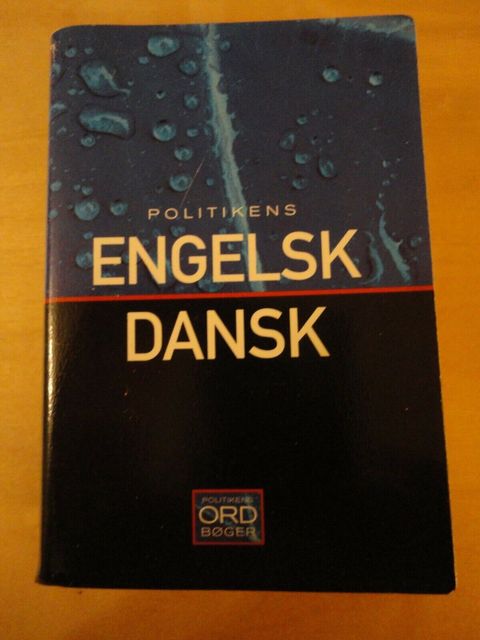 POLITIKENS
ENGELSK
DANSK
POLITIKENS
ORD
BØGER